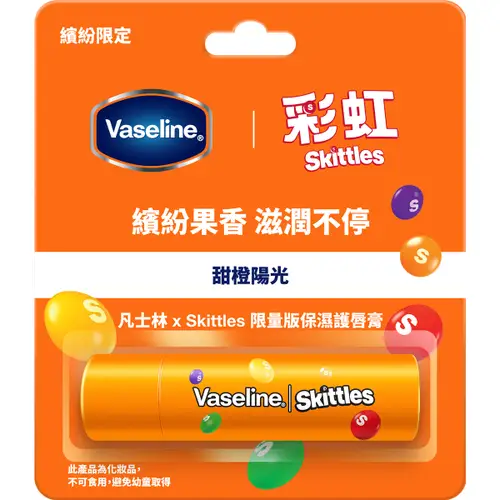 繽紛限定
Vaseline®
彩虹
Skittles
繽紛果香 滋潤不停
甜橙陽光
凡士林 x Skittles 限量版保濕護唇膏
Vaseline. | Skittles
此產品為化妝品，
不可食用，避免幼童取得